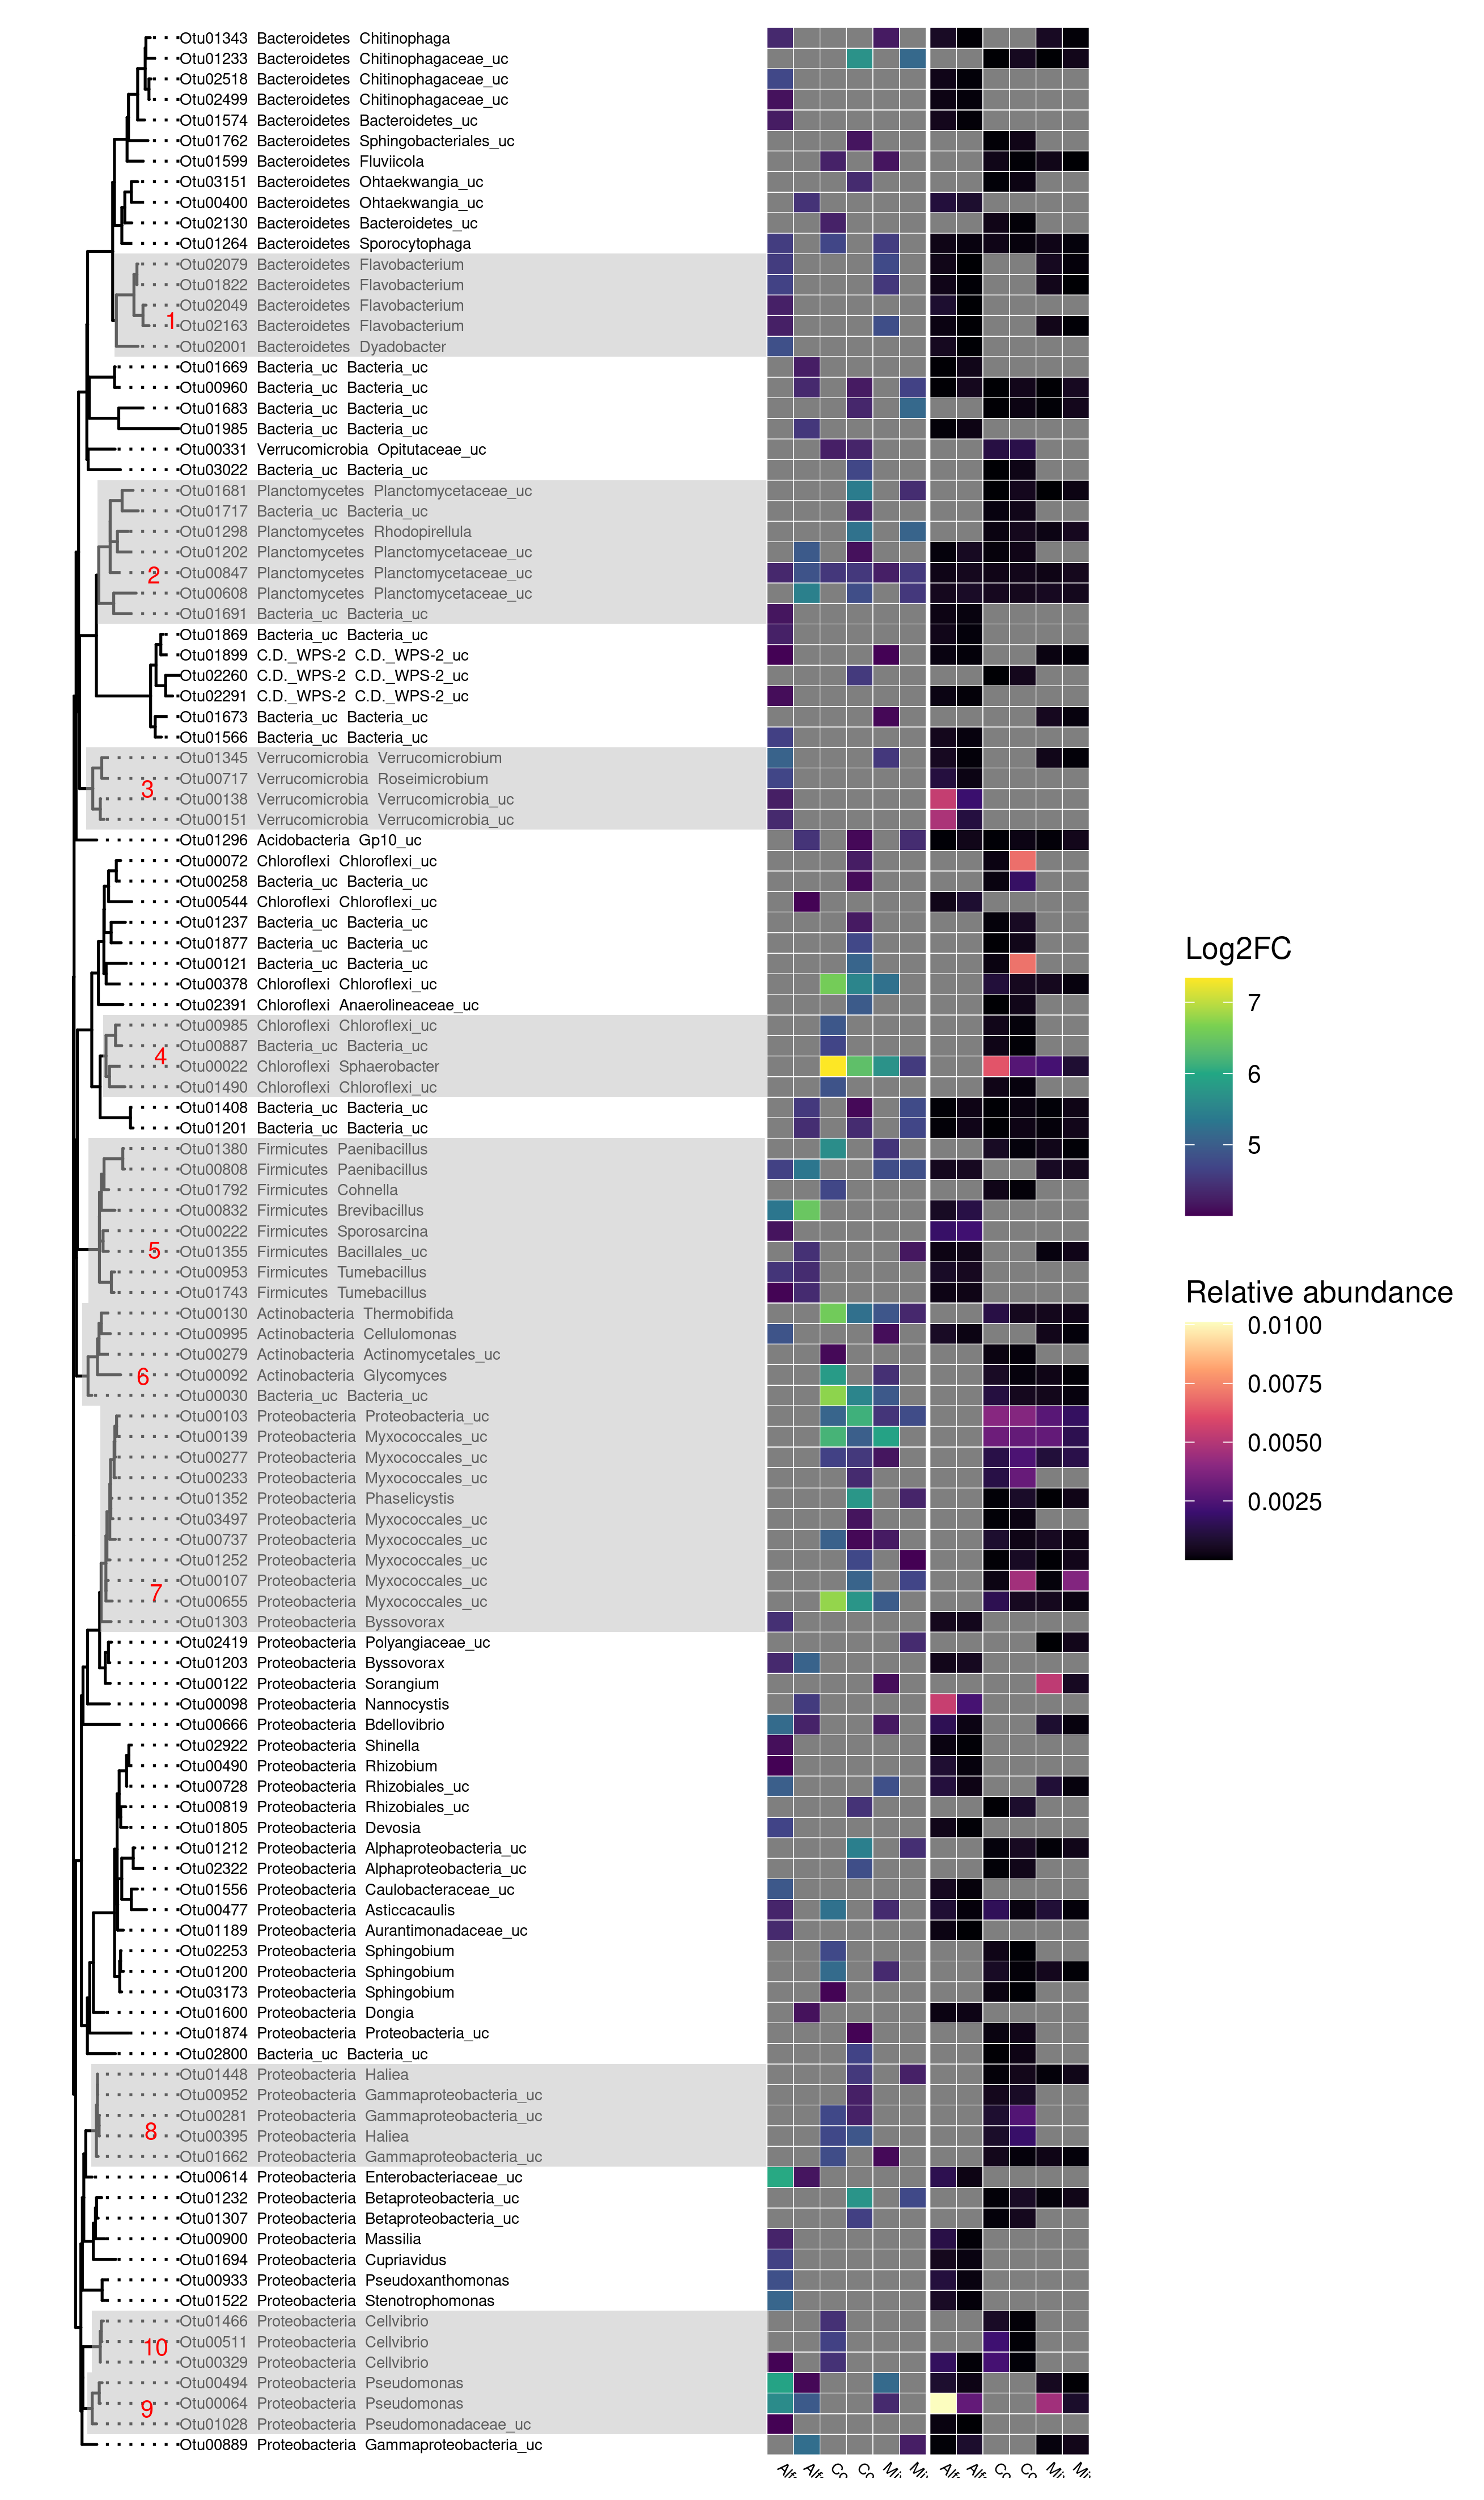 Otu01343 Bacteroidetes Chitinophaga
Otu01233 Bacteroidetes Chitinophagaceae_uc
Otu02518 Bacteroidetes Chitinophagaceae_uc
Otu02499 Bacteroidetes Chitinophagaceae_uc
Otu01574 Bacteroidetes Bacteroidetes_uc
Otu01762 Bacteroidetes Sphingobacteriales_uc
Otu01599 Bacteroidetes Fluviicola
Otu03151 Bacteroidetes Ohtaekwangia_uc
Otu00400 Bacteroidetes Ohtaekwangia_uc
Otu02130 Bacteroidetes Bacteroidetes_uc
Otu01264 Bacteroidetes Sporocytophaga
Otu02079 Bacteroidetes Flavobacterium
Otu01822 Bacteroidetes Flavobacterium
Otu02049 Bacteroidetes Flavobacterium
1
Otu02163 Bacteroidetes Flavobacterium
Otu02001 Bacteroidetes Dyadobacter
Otu01669 Bacteria_uc Bacteria_uc
Otu00960 Bacteria_uc Bacteria_uc
Otu01683 Bacteria_uc Bacteria_uc
Otu01985 Bacteria_uc Bacteria_uc
Otu00331 Verrucomicrobia Opitutaceae_uc
Otu03022 Bacteria_uc Bacteria_uc
Otu01681 Planctomycetes Planctomycetaceae_uc
Otu01717 Bacteria_uc Bacteria_uc
Otu01298 Planctomycetes Rhodopirellula
Otu01202 Planctomycetes Planctomycetaceae_uc
2
Otu00847 Planctomycetes Planctomycetaceae_uc
Otu00608 Planctomycetes Planctomycetaceae_uc
Otu01691 Bacteria_uc Bacteria_uc
Otu01869 Bacteria_uc Bacteria_uc
Otu01899 C.D._WPS-2 C.D._WPS-2_uc
Otu02260 C.D._WPS-2 C.D._WPS-2_uc
Otu02291 C.D._WPS-2 C.D._WPS-2_uc
Otu01673 Bacteria_uc Bacteria_uc
Otu01566 Bacteria_uc Bacteria_uc
Otu01345 Verrucomicrobia Verrucomicrobium
Otu00717 Verrucomicrobia Roseimicrobium
3
Otu00138 Verrucomicrobia Verrucomicrobia_uc
Otu00151 Verrucomicrobia Verrucomicrobia_uc
Otu01296 Acidobacteria Gp10_uc
Otu00072 Chloroflexi Chloroflexi_uc
Otu00258 Bacteria_uc Bacteria_uc
Otu00544 Chloroflexi Chloroflexi_uc
Otu01237 Bacteria_uc Bacteria_uc
Otu01877 Bacteria_uc Bacteria_uc
Otu00121 Bacteria_uc Bacteria_uc
Otu00378 Chloroflexi Chloroflexi_uc
Otu02391 Chloroflexi Anaerolineaceae_uc
Otu00985 Chloroflexi Chloroflexi_uc
Otu00887 Bacteria_uc Bacteria_uc
4
Otu00022 Chloroflexi Sphaerobacter
Otu01490 Chloroflexi Chloroflexi_uc
Otu01408 Bacteria_uc Bacteria_uc
Otu01201 Bacteria_uc Bacteria_uc
Otu01380 Firmicutes Paenibacillus
Otu00808 Firmicutes Paenibacillus
Otu01792 Firmicutes Cohnella
Otu00832 Firmicutes Brevibacillus
Otu00222 Firmicutes Sporosarcina
5
Otu01355 Firmicutes Bacillales_uc
Otu00953 Firmicutes Tumebacillus
Otu01743 Firmicutes Tumebacillus
Otu00130 Actinobacteria Thermobifida
Otu00995 Actinobacteria Cellulomonas
Otu00279 Actinobacteria Actinomycetales_uc
6
Otu00092 Actinobacteria Glycomyces
Otu00030 Bacteria_uc Bacteria_uc
Otu00103 Proteobacteria Proteobacteria_uc
Otu00139 Proteobacteria Myxococcales_uc
Otu00277 Proteobacteria Myxococcales_uc
Otu00233 Proteobacteria Myxococcales_uc
Otu01352 Proteobacteria Phaselicystis
Otu03497 Proteobacteria Myxococcales_uc
Otu00737 Proteobacteria Myxococcales_uc
Otu01252 Proteobacteria Myxococcales_uc
Otu00107 Proteobacteria Myxococcales_uc
7
Otu00655 Proteobacteria Myxococcales_uc
Otu01303 Proteobacteria Byssovorax
Otu02419 Proteobacteria Polyangiaceae_uc
Otu01203 Proteobacteria Byssovorax
Otu00122 Proteobacteria Sorangium
Otu00098 Proteobacteria Nannocystis
Otu00666 Proteobacteria Bdellovibrio
Otu02922 Proteobacteria Shinella
Otu00490 Proteobacteria Rhizobium
Otu00728 Proteobacteria Rhizobiales_uc
Otu00819 Proteobacteria Rhizobiales_uc
Otu01805 Proteobacteria Devosia
Otu01212 Proteobacteria Alphaproteobacteria_uc
Otu02322 Proteobacteria Alphaproteobacteria_uc
Otu01556 Proteobacteria Caulobacteraceae_uc
Otu00477 Proteobacteria Asticcacaulis
Otu01189 Proteobacteria Aurantimonadaceae_uc
Otu02253 Proteobacteria Sphingobium
Otu01200 Proteobacteria Sphingobium
Otu03173 Proteobacteria Sphingobium
Otu01600 Proteobacteria Dongia
Otu01874 Proteobacteria Proteobacteria_uc
Otu02800 Bacteria_uc Bacteria_uc
Otu01448 Proteobacteria Haliea
Otu00952 Proteobacteria Gammaproteobacteria_uc
Otu00281 Proteobacteria Gammaproteobacteria_uc
8
Otu00395 Proteobacteria Haliea
Otu01662 Proteobacteria Gammaproteobacteria_uc
Otu00614 Proteobacteria Enterobacteriaceae_uc
Otu01232 Proteobacteria Betaproteobacteria_uc
Otu01307 Proteobacteria Betaproteobacteria_uc
Otu00900 Proteobacteria Massilia
Otu01694 Proteobacteria Cupriavidus
Otu00933 Proteobacteria Pseudoxanthomonas
Otu01522 Proteobacteria Stenotrophomonas
Otu01466 Proteobacteria Cellvibrio
10
Otu00511 Proteobacteria Cellvibrio
Otu00329 Proteobacteria Cellvibrio
Otu00494 Proteobacteria Pseudomonas
9
Otu00064 Proteobacteria Pseudomonas
Otu01028 Proteobacteria Pseudomonadaceae_uc
Otu00889 Proteobacteria Gammaproteobacteria_uc
Log2FC
7
6
5
Relative abundance
0.0100
0.0075
0.0050
0.0025